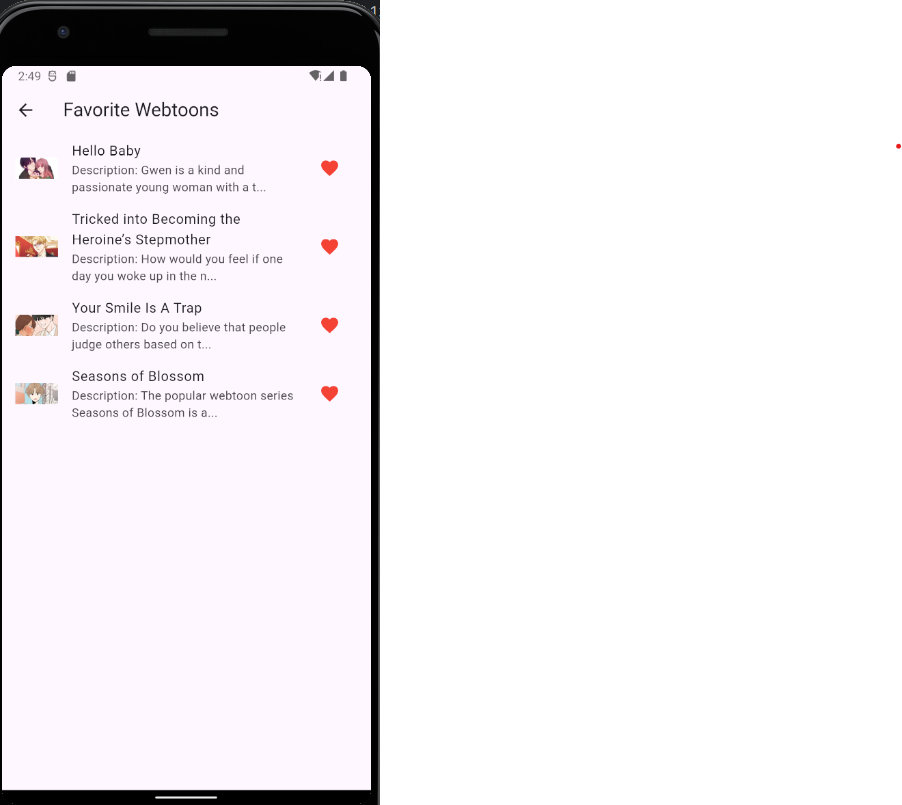 2:49
Favorite Webtoons
Hello Baby
Description: Gwen is a kind and
passionate young woman with a t...
Tricked into Becoming the
Heroine’s Stepmother
Description: How would you feel if one
day you woke up in the n...
Your Smile Is A Trap
Description: Do you believe that people
judge others based on t...
Seasons of Blossom
Description: The popular webtoon series
Seasons of Blossom is a...